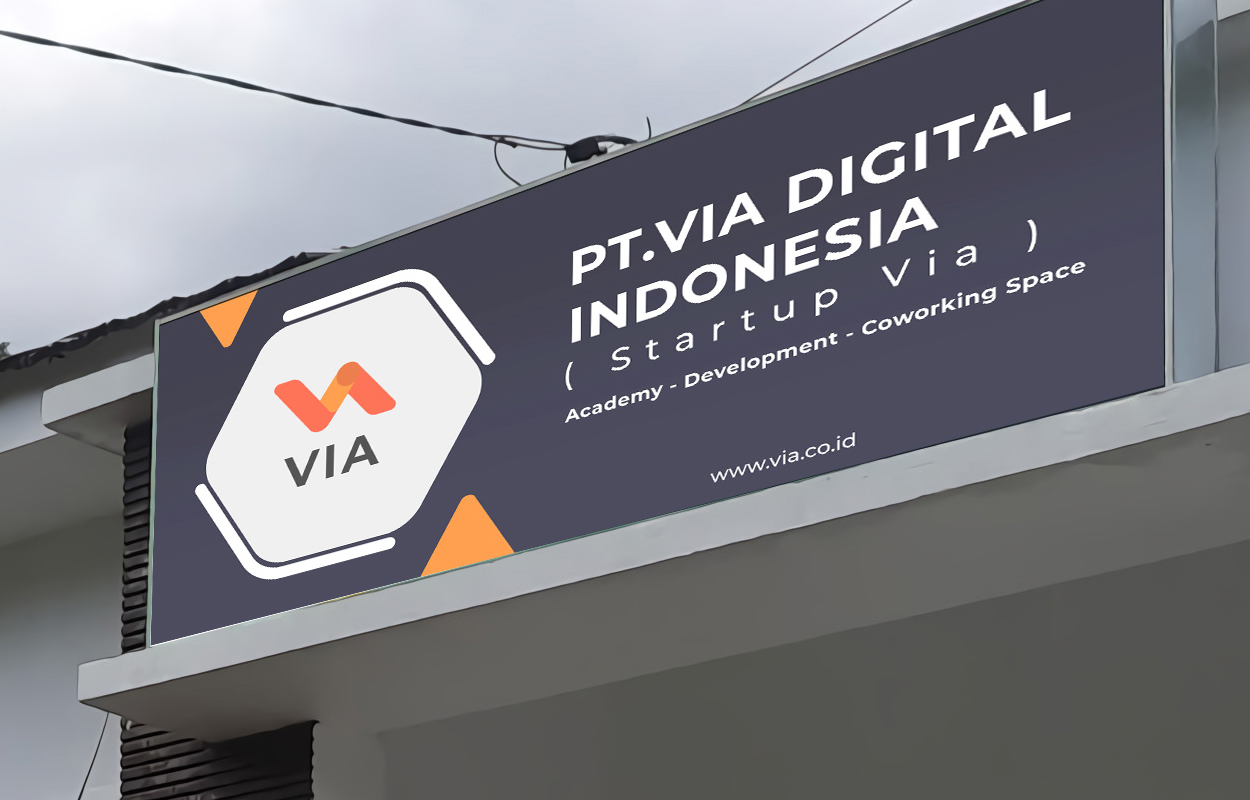 VIA
PT.VIA DIGITAL
INDONESIA
( Startup Via )
Academy - Development - Coworking Space
www.via.co.id